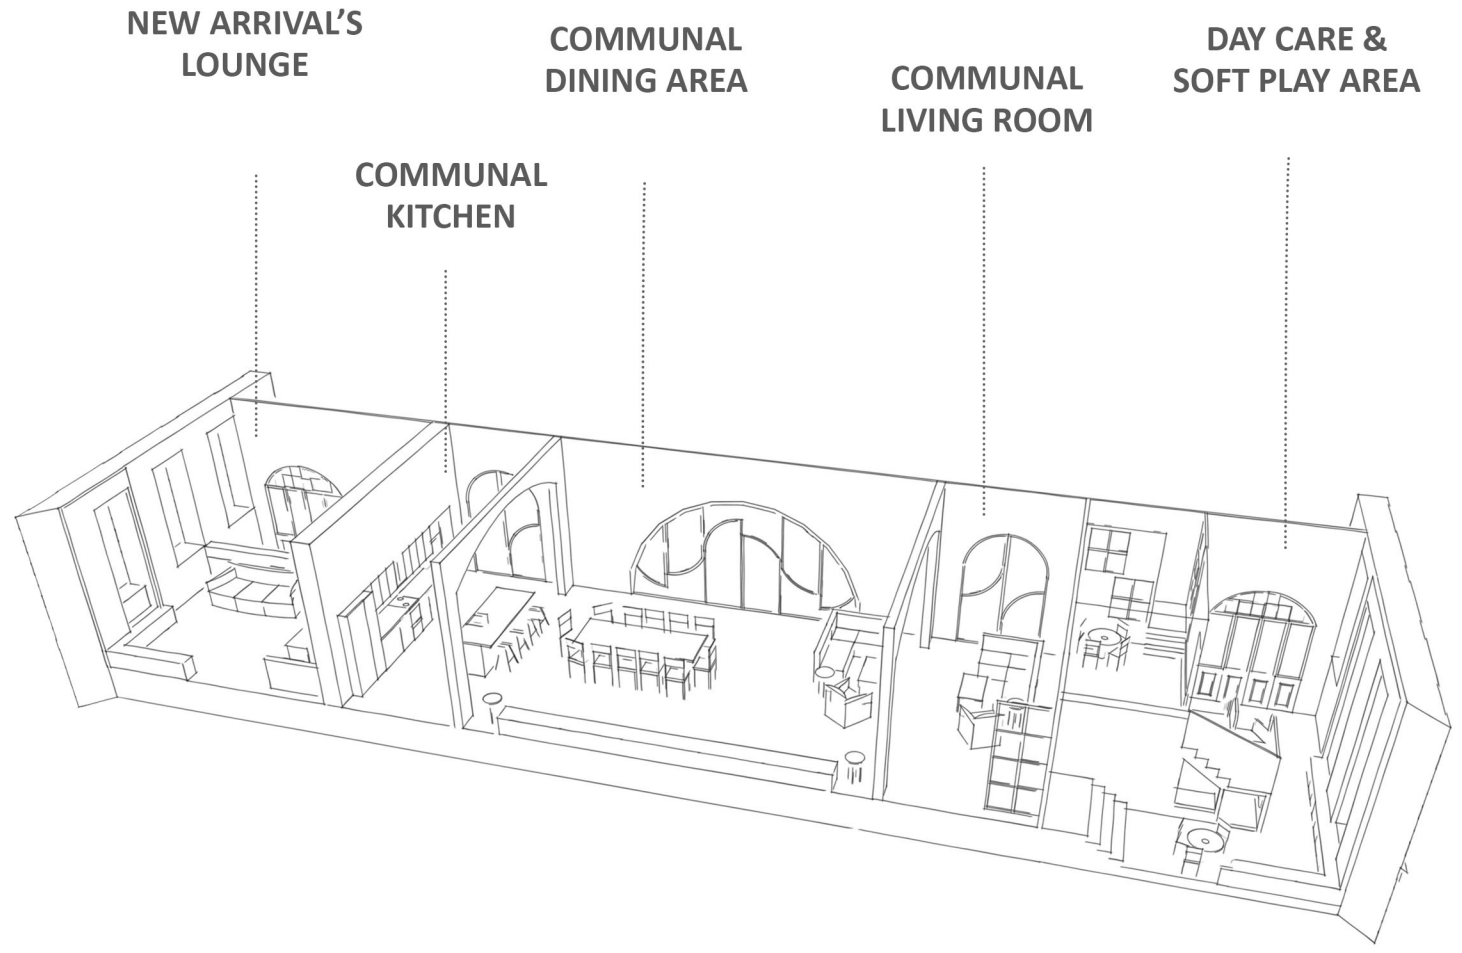 NEW ARRIVAL’S
LOUNGE
COMMUNAL
KITCHEN
COMMUNAL
DINING AREA
COMMUNAL
LIVING ROOM
DAY CARE &
SOFT PLAY AREA